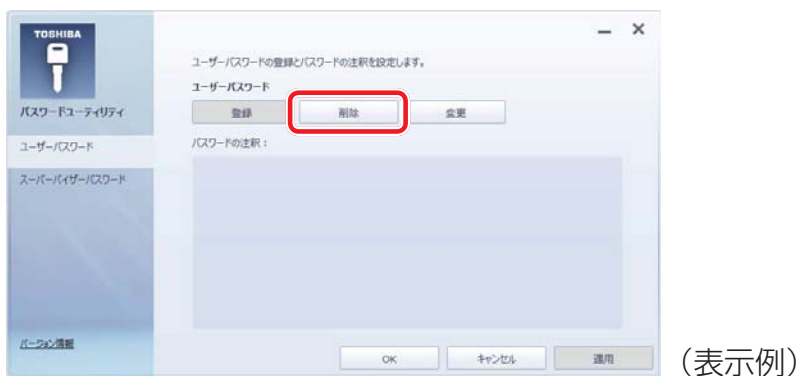 TOSHIBA
パスワードユーティリティ
ユーザーパスワード
スーパーバイザーパスワード
バージョン情報
ユーザーパスワードの登録とパスワードの注釈を設定します。
ユーザーパスワード
登録 削除 変更
パスワードの注釈：
OK キャンセル 適用
（表示例）